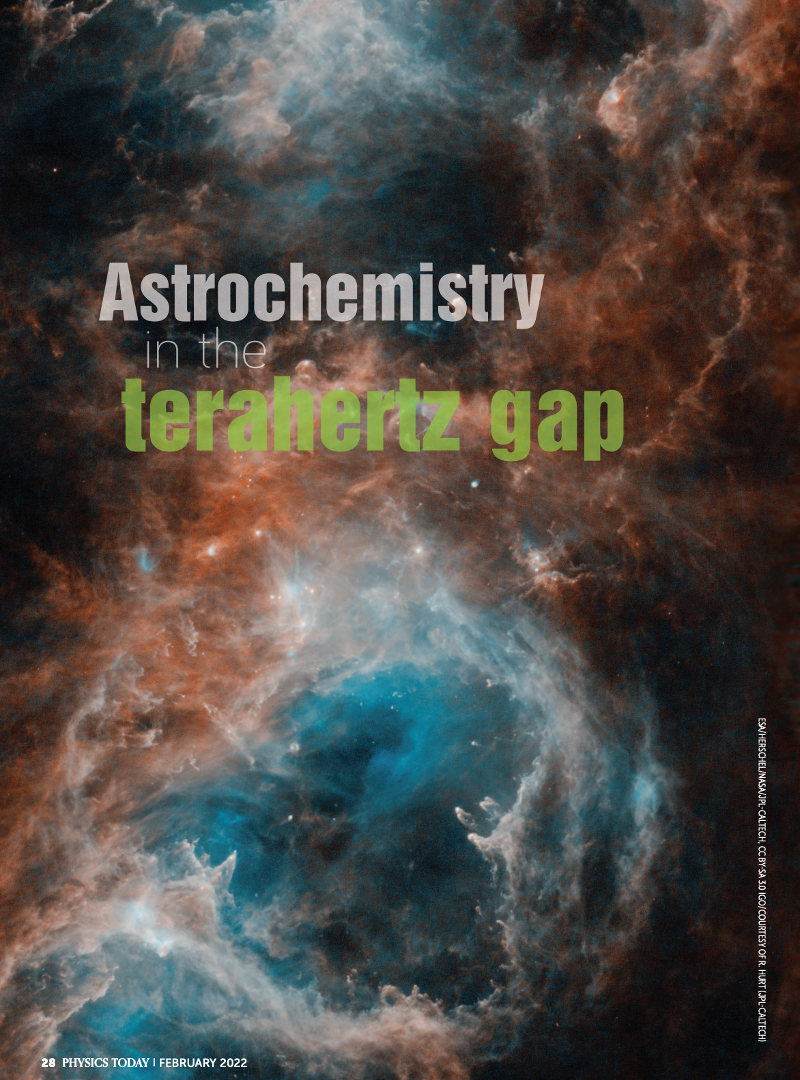 Astrochemistry
in the
terahertz gap
ESA/HERSCHEL/NASA/JPL-CALTECH, CC BY-SA 3.0 IGO/COURTESY OF R. HURT (JPL-CALTECH)
28 PHYSICS TODAY | FEBRUARY 2022